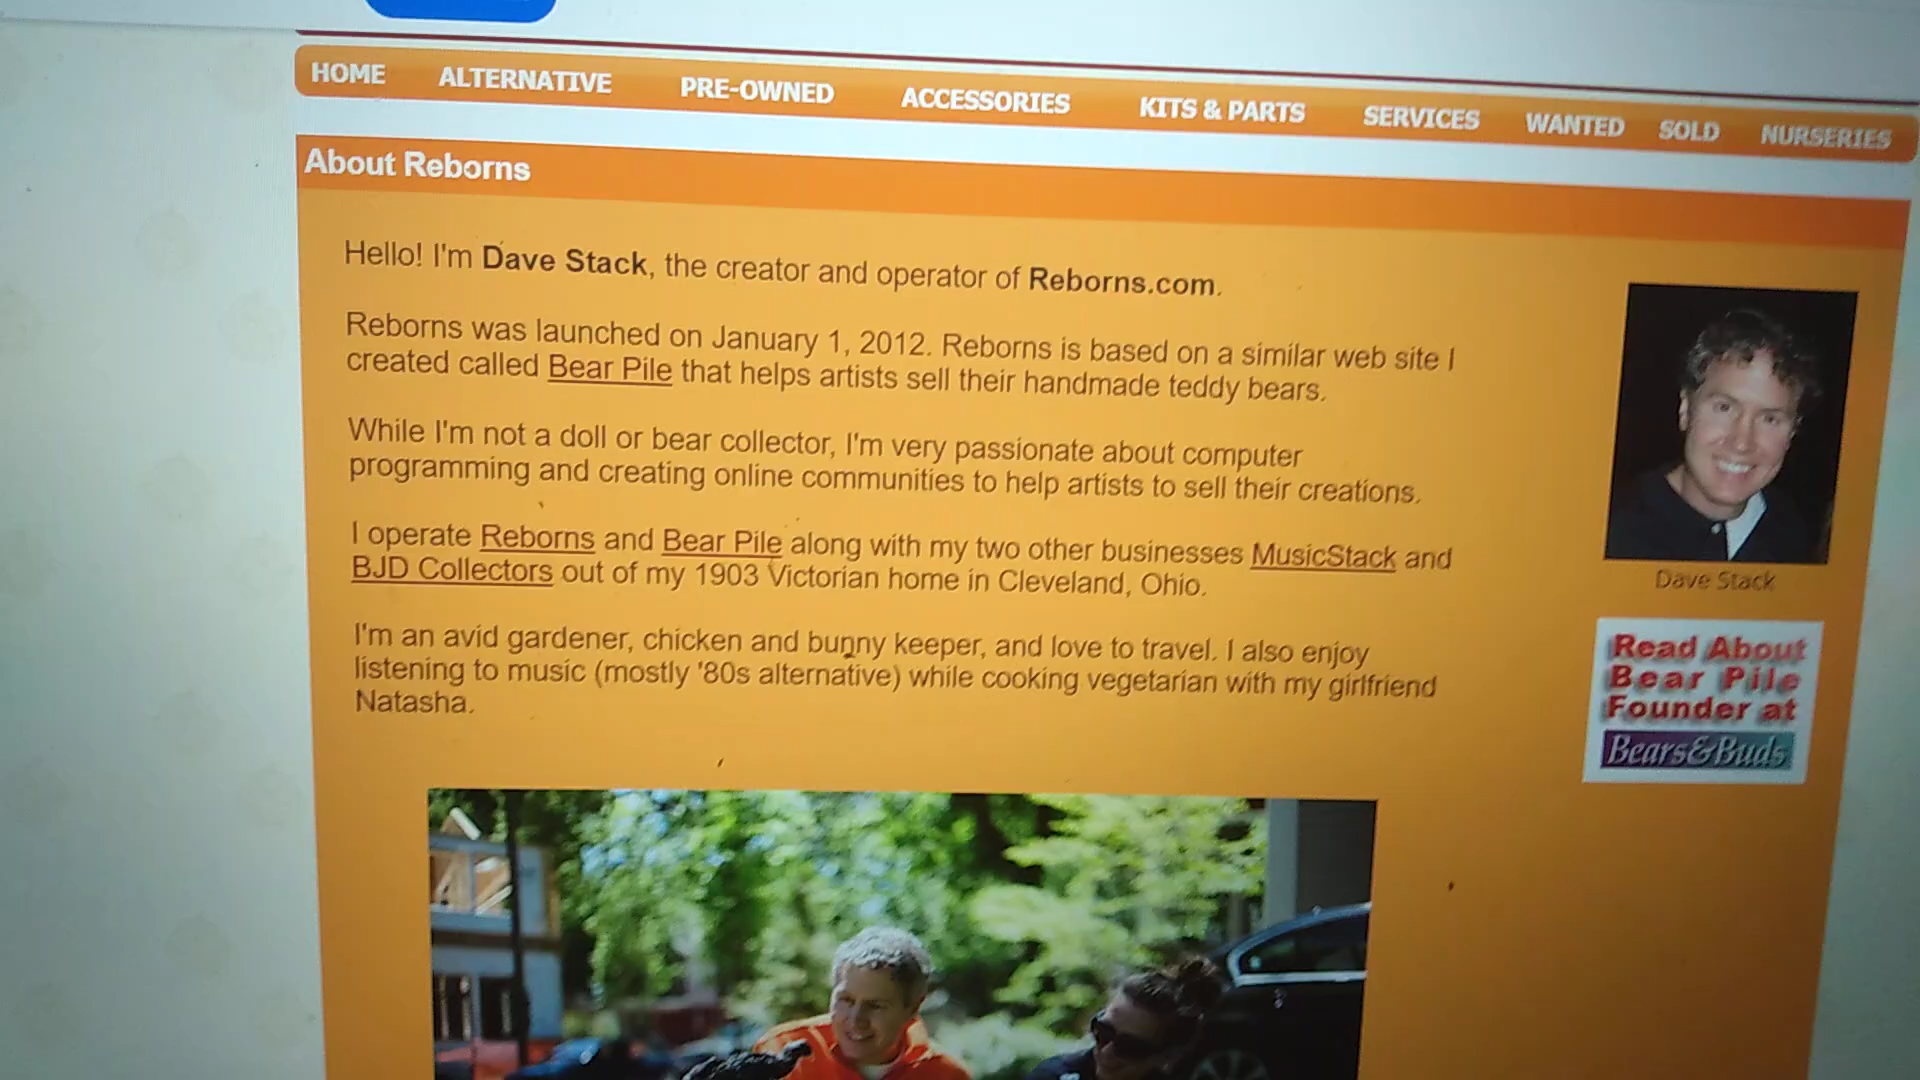 HOME ALTERNATIVE PRE-OWNED ACCESSORIES KITS & PARTS SERVICES WANTED SOLD NURSERIES
About Reborns
Hello! I'm Dave Stack, the creator and operator of Reborns.com.
Reborns was launched on January 1, 2012. Reborns is based on a similar web site I
created called Bear Pile that helps artists sell their handmade teddy bears.
While I'm not a doll or bear collector, I'm very passionate about computer
programming and creating online communities to help artists to sell their creations.
I operate Reborns and Bear Pile along with my two other businesses MusicStack and
BJD Collectors out of my 1903 Victorian home in Cleveland, Ohio.
I'm an avid gardener, chicken and bunny keeper, and love to travel. I also enjoy
listening to music (mostly '80s alternative) while cooking vegetarian with my girlfriend
Natasha.
Dave Stack
Read About
Bear Pile
Founder at
Bears&Buds